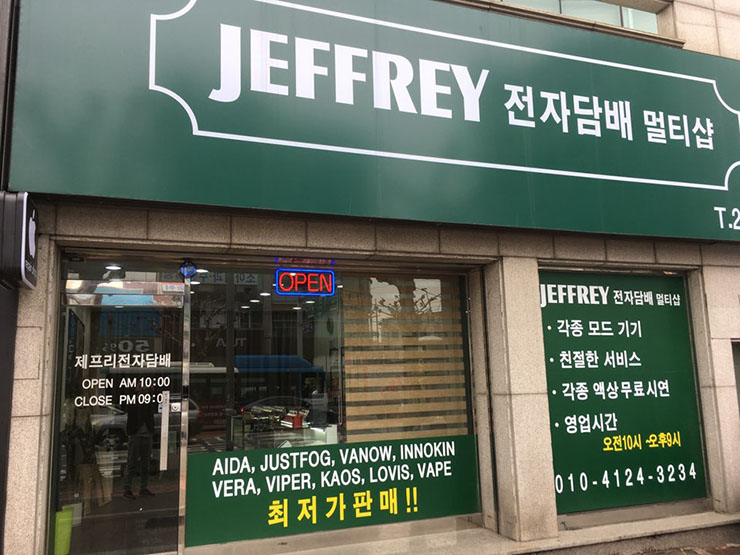 JEFFREY 전자담배 멀티샵
T.2
OPEN
제프리전자담배
OPEN AM 10:00
CLOSE PM 09:0
AIDA, JUSTFOG, VANOW, INNOKIN
VERA, VIPER, KAOS, LOVIS, VAPE
최저가판매!!
JEFFREY 전자담배 멀티샵
· 각종 모드 기기
· 친절한 서비스
· 각종 액상무료시연
· 영업시간
오전10시 ~오후9시
010-4124-3234